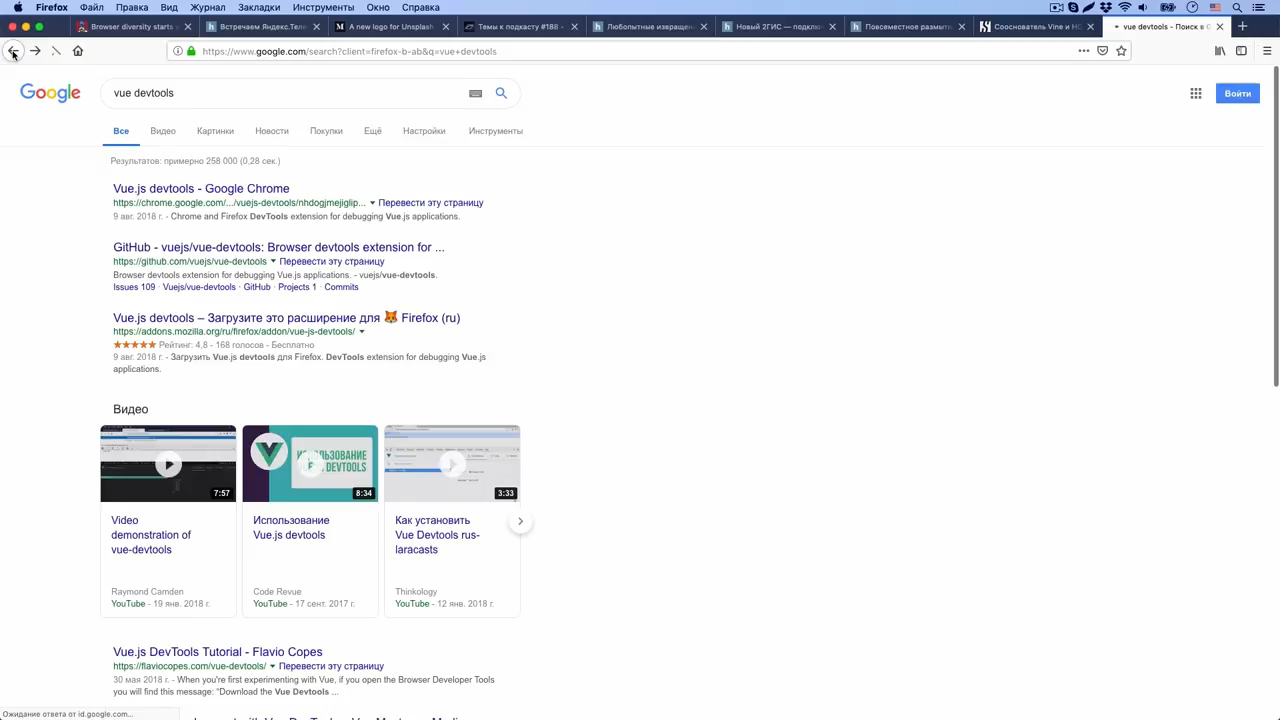 Firefox Файл Правка Вид Журнал Закладки Инструменты Окно Справка
Browser diversity starts w
Встречаем Яндекс.Теле
A new logo for Unsplash
Темы к подкасту #188 -
Любопытные извращен
Новый 2ГИС — подключ
Повсеместное размыти
Сооснователь Vine и HQ
vue devtools - Поиск в G
https://www.google.com/search?client=firefox-b-ab&q=vue+devtools
Google
vue devtools
Войти
Все Видео Картинки Новости Покупки Ещё Настройки Инструменты
Результатов: примерно 258 000 (0,28 сек.)
Vue.js devtools - Google Chrome
https://chrome.google.com/.../vuejs-devtools/nhdogjmejiglip... Перевести эту страницу
9 авг. 2018 г. - Chrome and Firefox DevTools extension for debugging Vue.js applications.
GitHub - vuejs/vue-devtools: Browser devtools extension for ...
https://github.com/vuejs/vue-devtools Перевести эту страницу
Browser devtools extension for debugging Vue.js applications. - vuejs/vue-devtools.
Issues 109 · Vuejs/vue-devtools · GitHub · Projects 1 · Commits
Vue.js devtools – Загрузите это расширение для 🦊 Firefox (ru)
https://addons.mozilla.org/ru/firefox/addon/vue-js-devtools/
★★★★★ Рейтинг: 4,8 - 168 голосов - Бесплатно
9 авг. 2018 г. - Загрузить Vue.js devtools для Firefox. DevTools extension for debugging Vue.js
applications.
Видео
7:57
ИСПОЛЬЗОВАНИЕ
DEVTOOLS
8:34
3:33
Video
demonstration of
vue-devtools
Raymond Camden
YouTube - 19 янв. 2018 г.
Использование
Vue.js devtools
Code Revue
YouTube - 17 сент. 2017 г.
Как установить
Vue Devtools rus-
laracasts
Thinkology
YouTube - 12 янв. 2018 г.
Vue.js DevTools Tutorial - Flavio Copes
https://flaviocopes.com/vue-devtools/ Перевести эту страницу
30 мая 2018 г. - When you're first experimenting with Vue, if you open the Browser Developer Tools
you will find this message: "Download the Vue Devtools ...
Ожидание ответа от id.google.com...